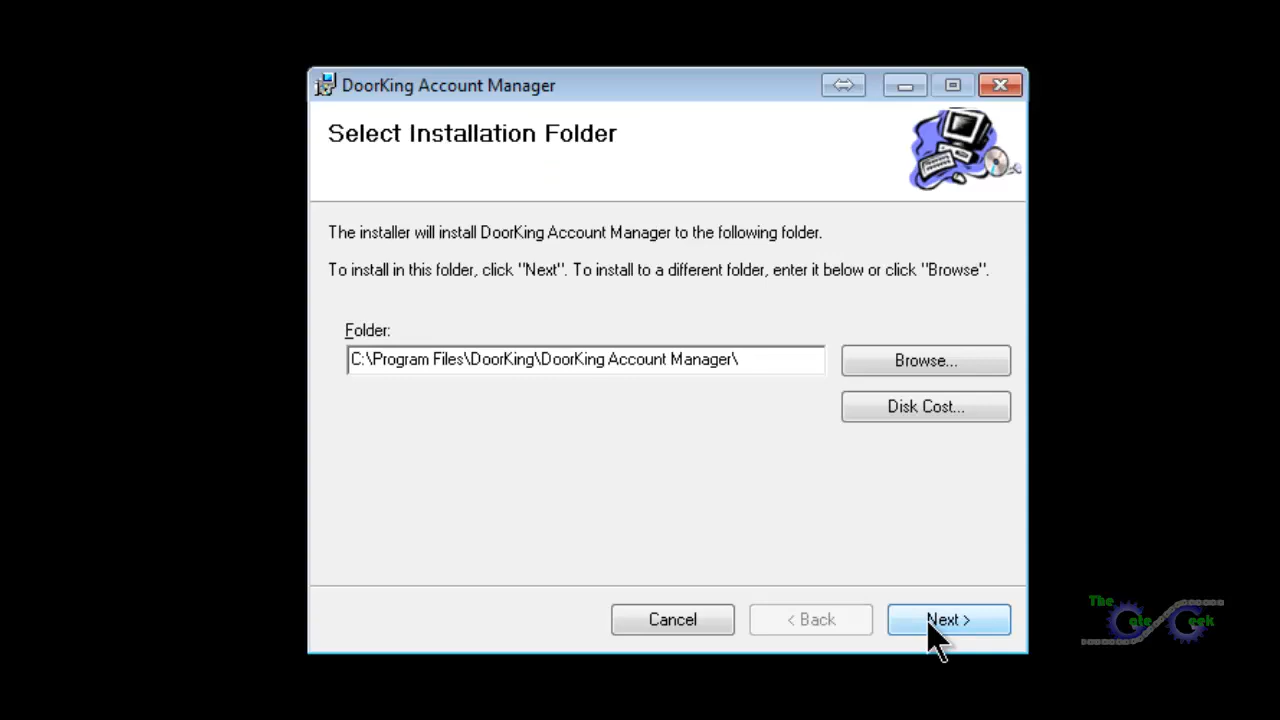 DoorKing Account Manager
Select Installation Folder
The installer will install DoorKing Account Manager to the following folder.
To install in this folder, click "Next". To install to a different folder, enter it below or click "Browse".
Folder:
C:\Program Files\DoorKing\DoorKing Account Manager\
Browse...
Disk Cost...
Cancel
< Back
Next >
The
Gate Geek